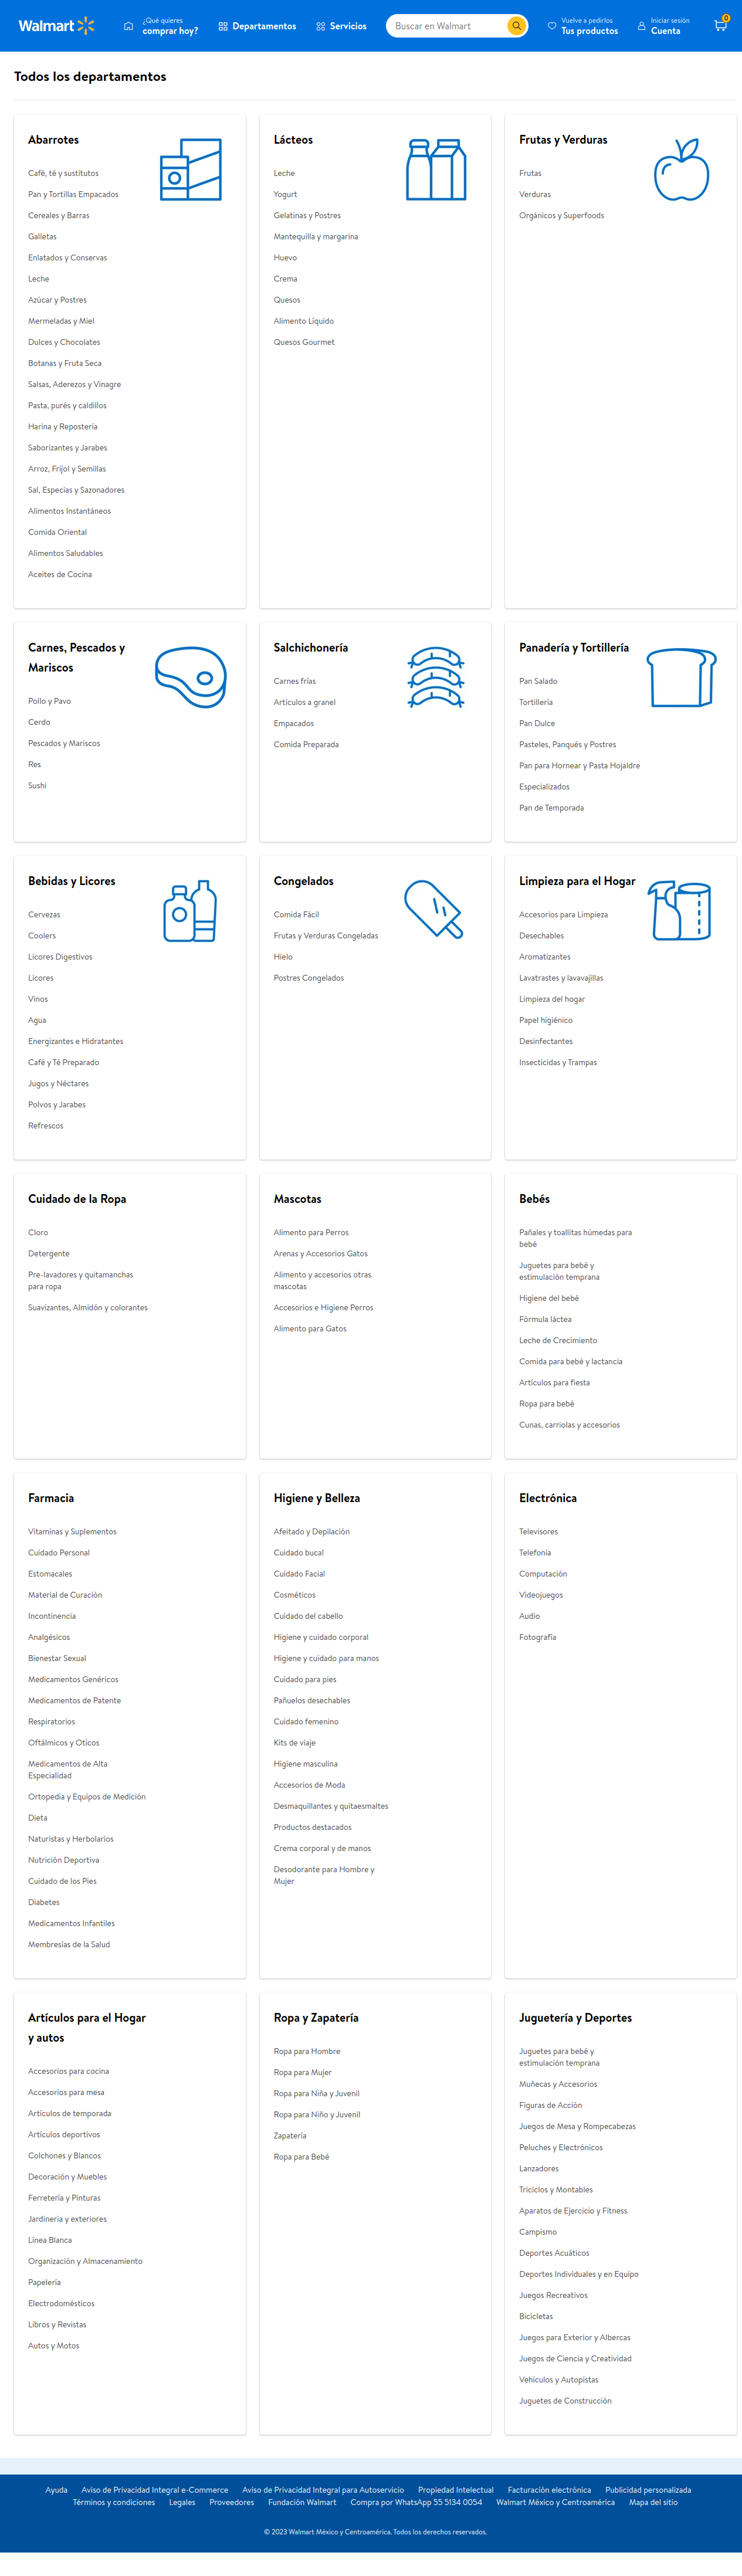 Walmart
¿Qué quieres
comprar hoy?
Departamentos
Servicios
Buscar en Walmart
Vuelve a pedirlos
Tus productos
Iniciar sesión
Cuenta
0
Todos los departamentos
Abarrotes
Café, té y sustitutos
Pan y Tortillas Empacados
Cereales y Barras
Galletas
Enlatados y Conservas
Leche
Azúcar y Postres
Mermeladas y Miel
Dulces y Chocolates
Botanas y Fruta Seca
Salsas, Aderezos y Vinagre
Pasta, purés y caldillos
Harina y Repostería
Saborizantes y Jarabes
Arroz, Frijol y Semillas
Sal, Especias y Sazonadores
Alimentos Instantáneos
Comida Oriental
Alimentos Saludables
Aceites de Cocina
Lácteos
Leche
Yogurt
Gelatinas y Postres
Mantequilla y margarina
Huevo
Crema
Quesos
Alimento Líquido
Quesos Gourmet
Frutas y Verduras
Frutas
Verduras
Orgánicos y Superfoods
Carnes, Pescados y
Mariscos
Pollo y Pavo
Cerdo
Pescados y Mariscos
Res
Sushi
Salchichonería
Carnes frías
Artículos a granel
Empacados
Comida Preparada
Panadería y Tortillería
Pan Salado
Tortillería
Pan Dulce
Pasteles, Panqués y Postres
Pan para Hornear y Pasta Hojaldre
Especializados
Pan de Temporada
Bebidas y Licores
Cervezas
Coolers
Licores Digestivos
Licores
Vinos
Agua
Energizantes e Hidratantes
Café y Té Preparado
Jugos y Néctares
Polvos y Jarabes
Refrescos
Congelados
Comida Fácil
Frutas y Verduras Congeladas
Hielo
Postres Congelados
Limpieza para el Hogar
Accesorios para Limpieza
Desechables
Aromatizantes
Lavatrastes y lavavajillas
Limpieza del hogar
Papel higiénico
Desinfectantes
Insecticidas y Trampas
Cuidado de la Ropa
Cloro
Detergente
Pre-lavadores y quitamanchas
para ropa
Suavizantes, Almidón y colorantes
Mascotas
Alimento para Perros
Arenas y Accesorios Gatos
Alimento y accesorios otras
mascotas
Accesorios e Higiene Perros
Alimento para Gatos
Bebés
Pañales y toallitas húmedas para
bebé
Juguetes para bebé y
estimulación temprana
Higiene del bebé
Fórmula láctea
Leche de Crecimiento
Comida para bebé y lactancia
Artículos para fiesta
Ropa para bebé
Cunas, carriolas y accesorios
Farmacia
Vitaminas y Suplementos
Cuidado Personal
Estomacales
Material de Curación
Incontinencia
Analgésicos
Bienestar Sexual
Medicamentos Genéricos
Medicamentos de Patente
Respiratorios
Oftálmicos y Oticos
Medicamentos de Alta
Especialidad
Ortopedia y Equipos de Medición
Dieta
Naturistas y Herbolarios
Nutrición Deportiva
Cuidado de los Pies
Diabetes
Medicamentos Infantiles
Membresías de la Salud
Higiene y Belleza
Afeitado y Depilación
Cuidado bucal
Cuidado Facial
Cosméticos
Cuidado del cabello
Higiene y cuidado corporal
Higiene y cuidado para manos
Cuidado para pies
Pañuelos desechables
Cuidado femenino
Kits de viaje
Higiene masculina
Accesorios de Moda
Desmaquillantes y quitaesmaltes
Productos destacados
Crema corporal y de manos
Desodorante para Hombre y
Mujer
Electrónica
Televisores
Telefonía
Computación
Videojuegos
Audio
Fotografía
Artículos para el Hogar
y autos
Accesorios para cocina
Accesorios para mesa
Artículos de temporada
Artículos deportivos
Colchones y Blancos
Decoración y Muebles
Ferretería y Pinturas
Jardineria y exteriores
Línea Blanca
Organización y Almacenamiento
Papelería
Electrodomésticos
Libros y Revistas
Autos y Motos
Ropa y Zapatería
Ropa para Hombre
Ropa para Mujer
Ropa para Niña y Juvenil
Ropa para Niño y Juvenil
Zapatería
Ropa para Bebé
Juguetería y Deportes
Juguetes para bebé y
estimulación temprana
Muñecas y Accesorios
Figuras de Acción
Juegos de Mesa y Rompecabezas
Peluches y Electrónicos
Lanzadores
Triciclos y Montables
Aparatos de Ejercicio y Fitness
Campismo
Deportes Acuáticos
Deportes Individuales y en Equipo
Juegos Recreativos
Bicicletas
Juegos para Exterior y Albercas
Juegos de Ciencia y Creatividad
Vehículos y Autopistas
Juguetes de Construcción
Ayuda Aviso de Privacidad Integral e-Commerce Aviso de Privacidad Integral para Autoservicio Propiedad Intelectual Facturación electrónica Publicidad personalizada
Términos y condiciones Legales Proveedores Fundación Walmart Compra por WhatsApp 55 5134 0054 Walmart México y Centroamérica Mapa del sitio
© 2023 Walmart México y Centroamérica. Todos los derechos reservados.